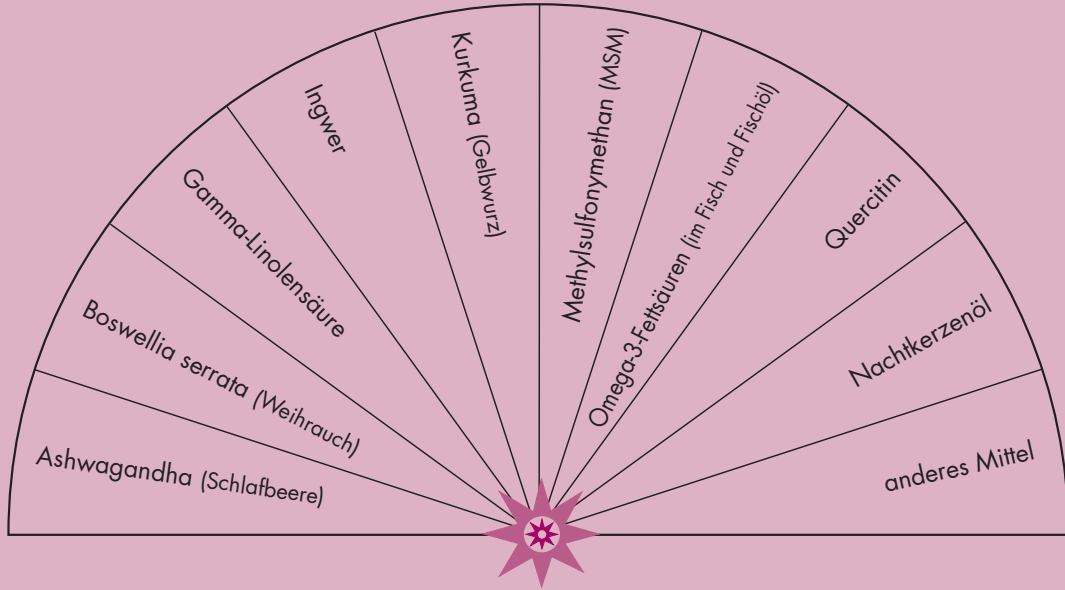 Ashwagandha (Schlafbeere)
Boswellia serrata (Weihrauch)
Gamma-Linolensäure
Ingwer
Kurkuma (Gelbwurz)
Methylsulfonymethan (MSM)
Omega-3-Fettsäuren (im Fisch und Fischöl)
Quercitin
Nachtkerzenöl
anderes Mittel